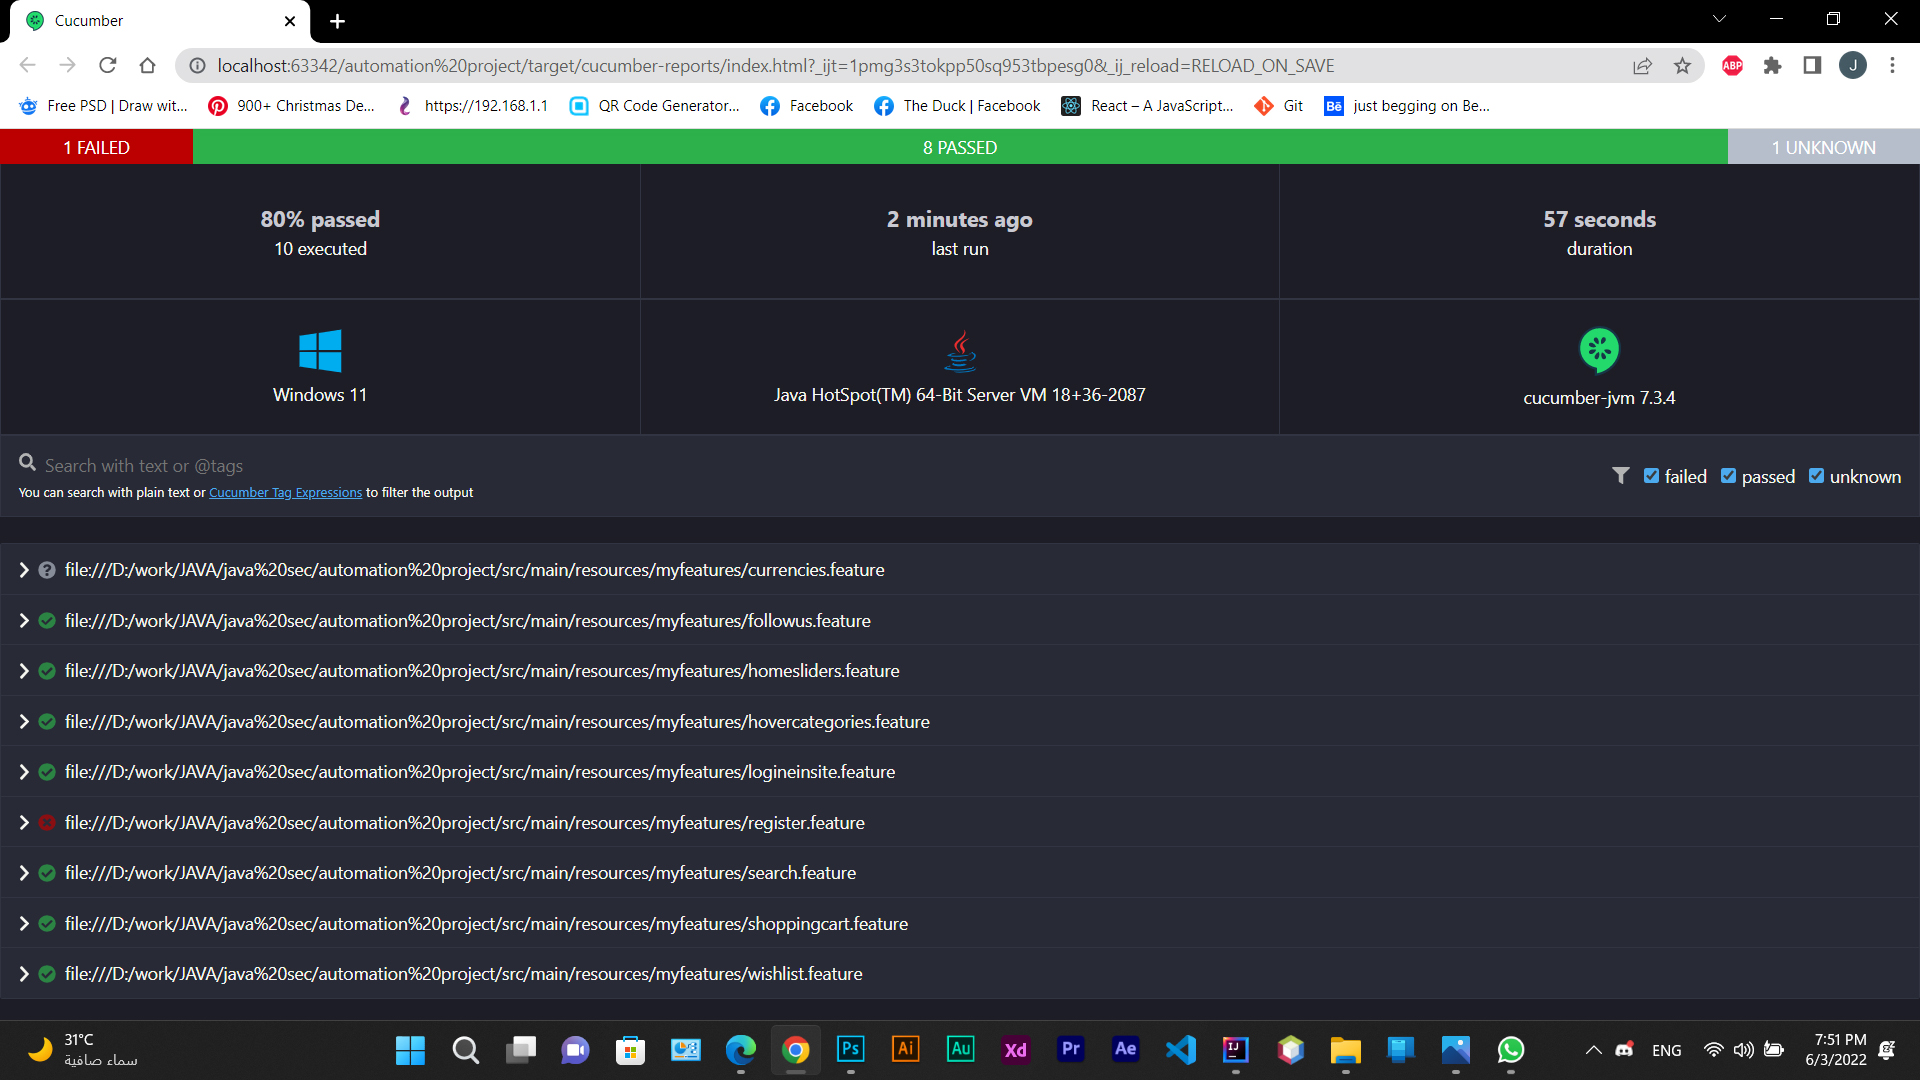 Cucumber
localhost:63342/automation%20project/target/cucumber-reports/index.html?_ijt=1pmg3s3tokpp50sq953tbpesg0&_ij_reload=RELOAD_ON_SAVE
ABP
J
Free PSD | Draw wit...
900+ Christmas De...
https://192.168.1.1
QR Code Generator...
Facebook
The Duck | Facebook
React – A JavaScript...
Git
Bē
just begging on Be...
1 FAILED
8 PASSED
1 UNKNOWN
80% passed
10 executed
2 minutes ago
last run
57 seconds
duration
Windows 11
Java HotSpot(TM) 64-Bit Server VM 18+36-2087
cucumber-jvm 7.3.4
Search with text or @tags
You can search with plain text or Cucumber Tag Expressions to filter the output
failed
passed
unknown
file:///D:/work/JAVA/java%20sec/automation%20project/src/main/resources/myfeatures/currencies.feature
file:///D:/work/JAVA/java%20sec/automation%20project/src/main/resources/myfeatures/followus.feature
file:///D:/work/JAVA/java%20sec/automation%20project/src/main/resources/myfeatures/homesliders.feature
file:///D:/work/JAVA/java%20sec/automation%20project/src/main/resources/myfeatures/hovercategories.feature
file:///D:/work/JAVA/java%20sec/automation%20project/src/main/resources/myfeatures/logineinsite.feature
file:///D:/work/JAVA/java%20sec/automation%20project/src/main/resources/myfeatures/register.feature
file:///D:/work/JAVA/java%20sec/automation%20project/src/main/resources/myfeatures/search.feature
file:///D:/work/JAVA/java%20sec/automation%20project/src/main/resources/myfeatures/shoppingcart.feature
file:///D:/work/JAVA/java%20sec/automation%20project/src/main/resources/myfeatures/wishlist.feature
31°C
سماء صافية
Ps
Ai
Au
Xd
Pr
Ae
IJ
ENG
7:51 PM
6/3/2022